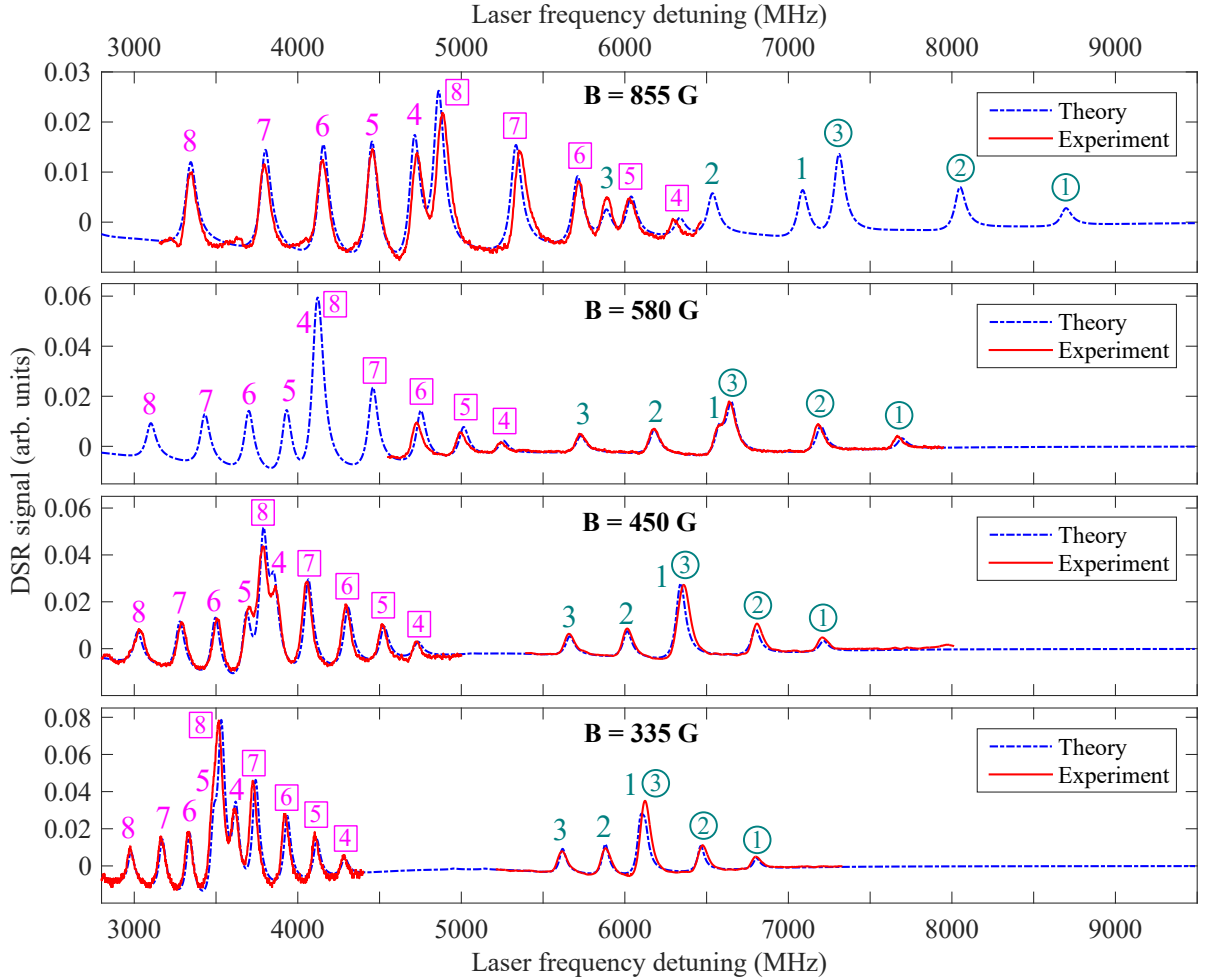 Laser frequency detuning (MHz)
3000 4000 5000 6000 7000 8000 9000
DSR signal (arb. units)
0.03
0.02
0.01
0
B = 855 G
Theory
Experiment
8 7 6 5 4 8 7 6 3 5 4 2 1 ③ ② ①
0.06
0.04
0.02
0
B = 580 G
Theory
Experiment
8 7 6 5 4 8 7 6 5 4 3 2 1 ③ ② ①
0.06
0.04
0.02
0
B = 450 G
Theory
Experiment
8 7 6 5 8 4 7 6 5 4 3 2 1 ③ ② ①
0.08
0.06
0.04
0.02
0
B = 335 G
Theory
Experiment
8 7 6 5 8 4 7 6 5 4 3 2 1 ③ ② ①
3000 4000 5000 6000 7000 8000 9000
Laser frequency detuning (MHz)